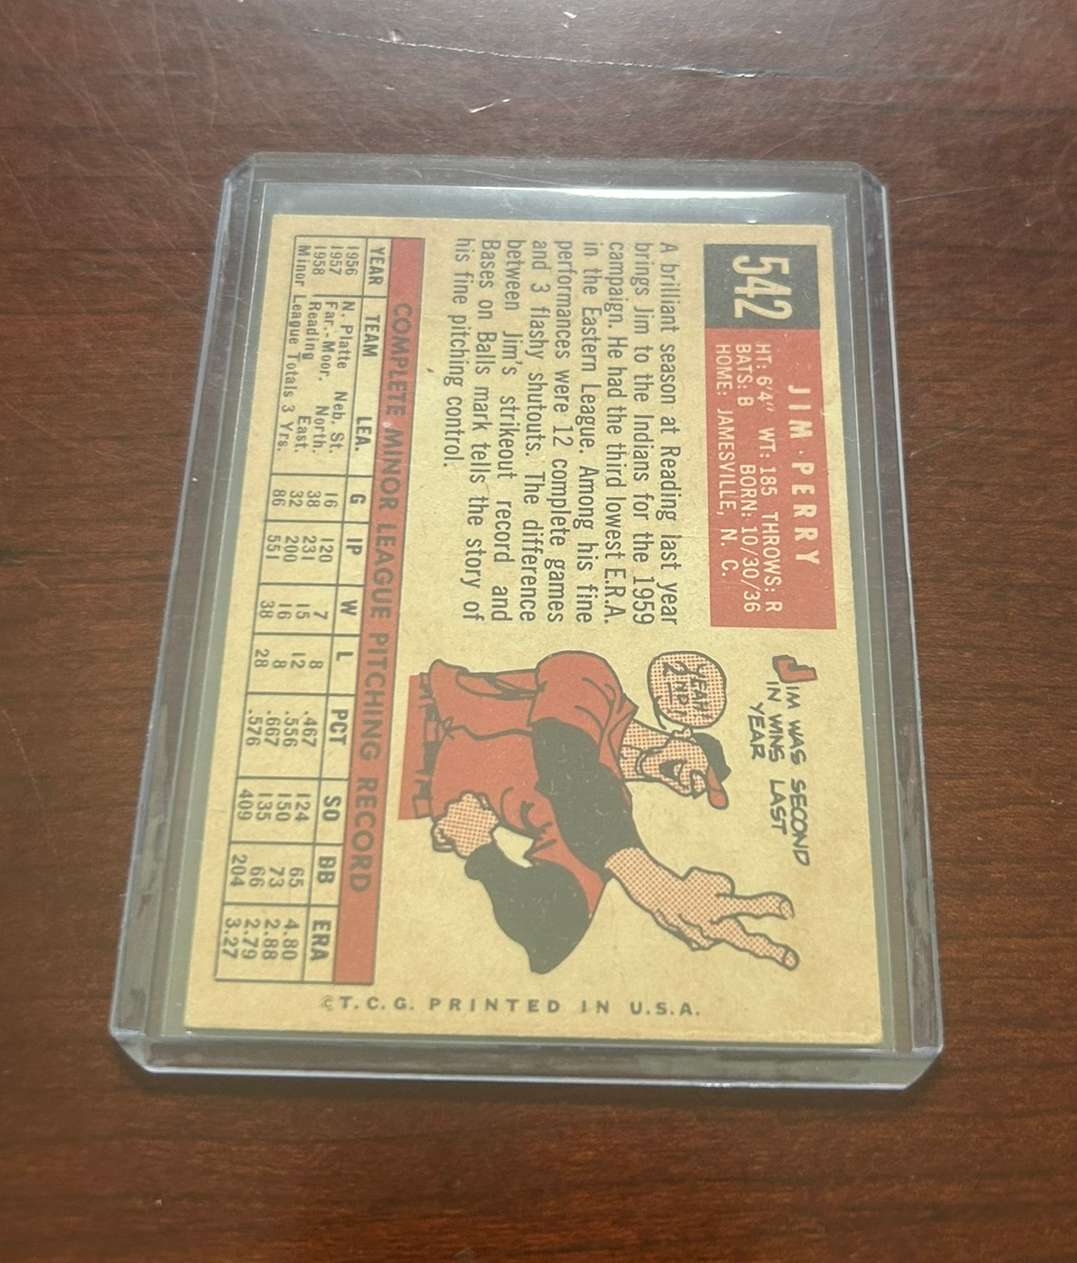 542
JIM PERRY
HT: 6'4" WT: 185 THROWS: R
BATS: B BORN: 10/30/36
HOME: JAMESVILLE, N. C.
A brilliant season at Reading last year
brings Jim to the Indians for the 1959
campaign. He had the third lowest E.R.A.
in the Eastern League. Among his fine
performances were 12 complete games
and 3 flashy shutouts. The difference
between Jim's strikeout record and
Bases on Balls mark tells the story of
his fine pitching control.
JIM WAS SECOND
IN WINS LAST
YEAR
YEAH
2ND
COMPLETE MINOR LEAGUE PITCHING RECORD
YEAR TEAM LEA. G IP W L PCT SO BB ERA
1956 N. Platte Neb. St. 16 120 7 8 .467 124 65 4.80
1957 Far.-Moor. North. 38 231 15 12 .556 150 73 2.88
1958 Reading East. 32 200 16 8 .667 135 66 2.79
Minor League Totals 3 Yrs. 86 551 38 28 .576 409 204 3.27
©T.C.G. PRINTED IN U.S.A.